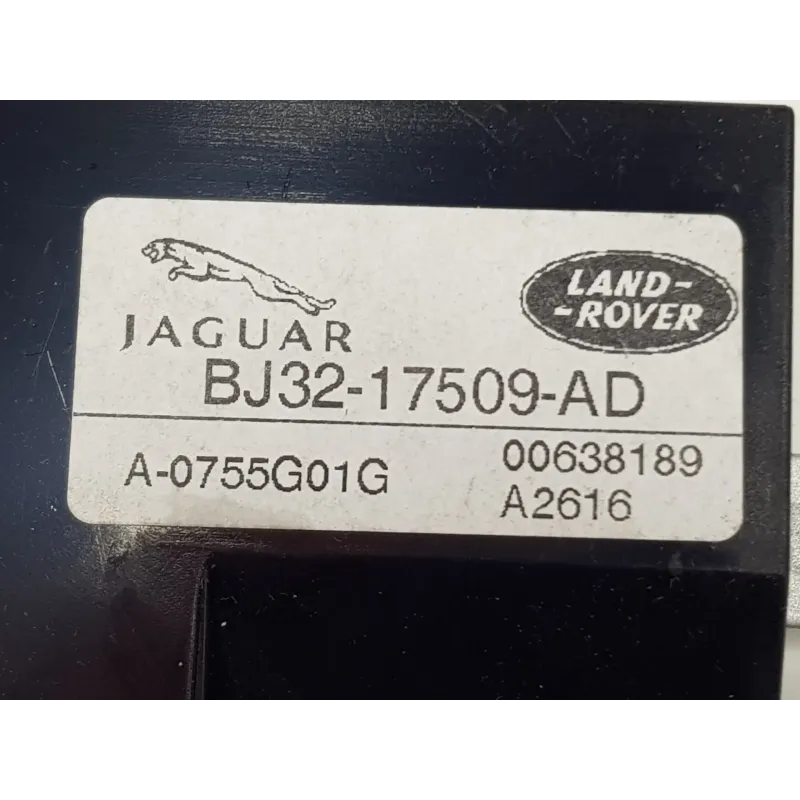 JAGUAR
LAND-
-ROVER
BJ32-17509-AD
A-0755G01G
00638189
A2616